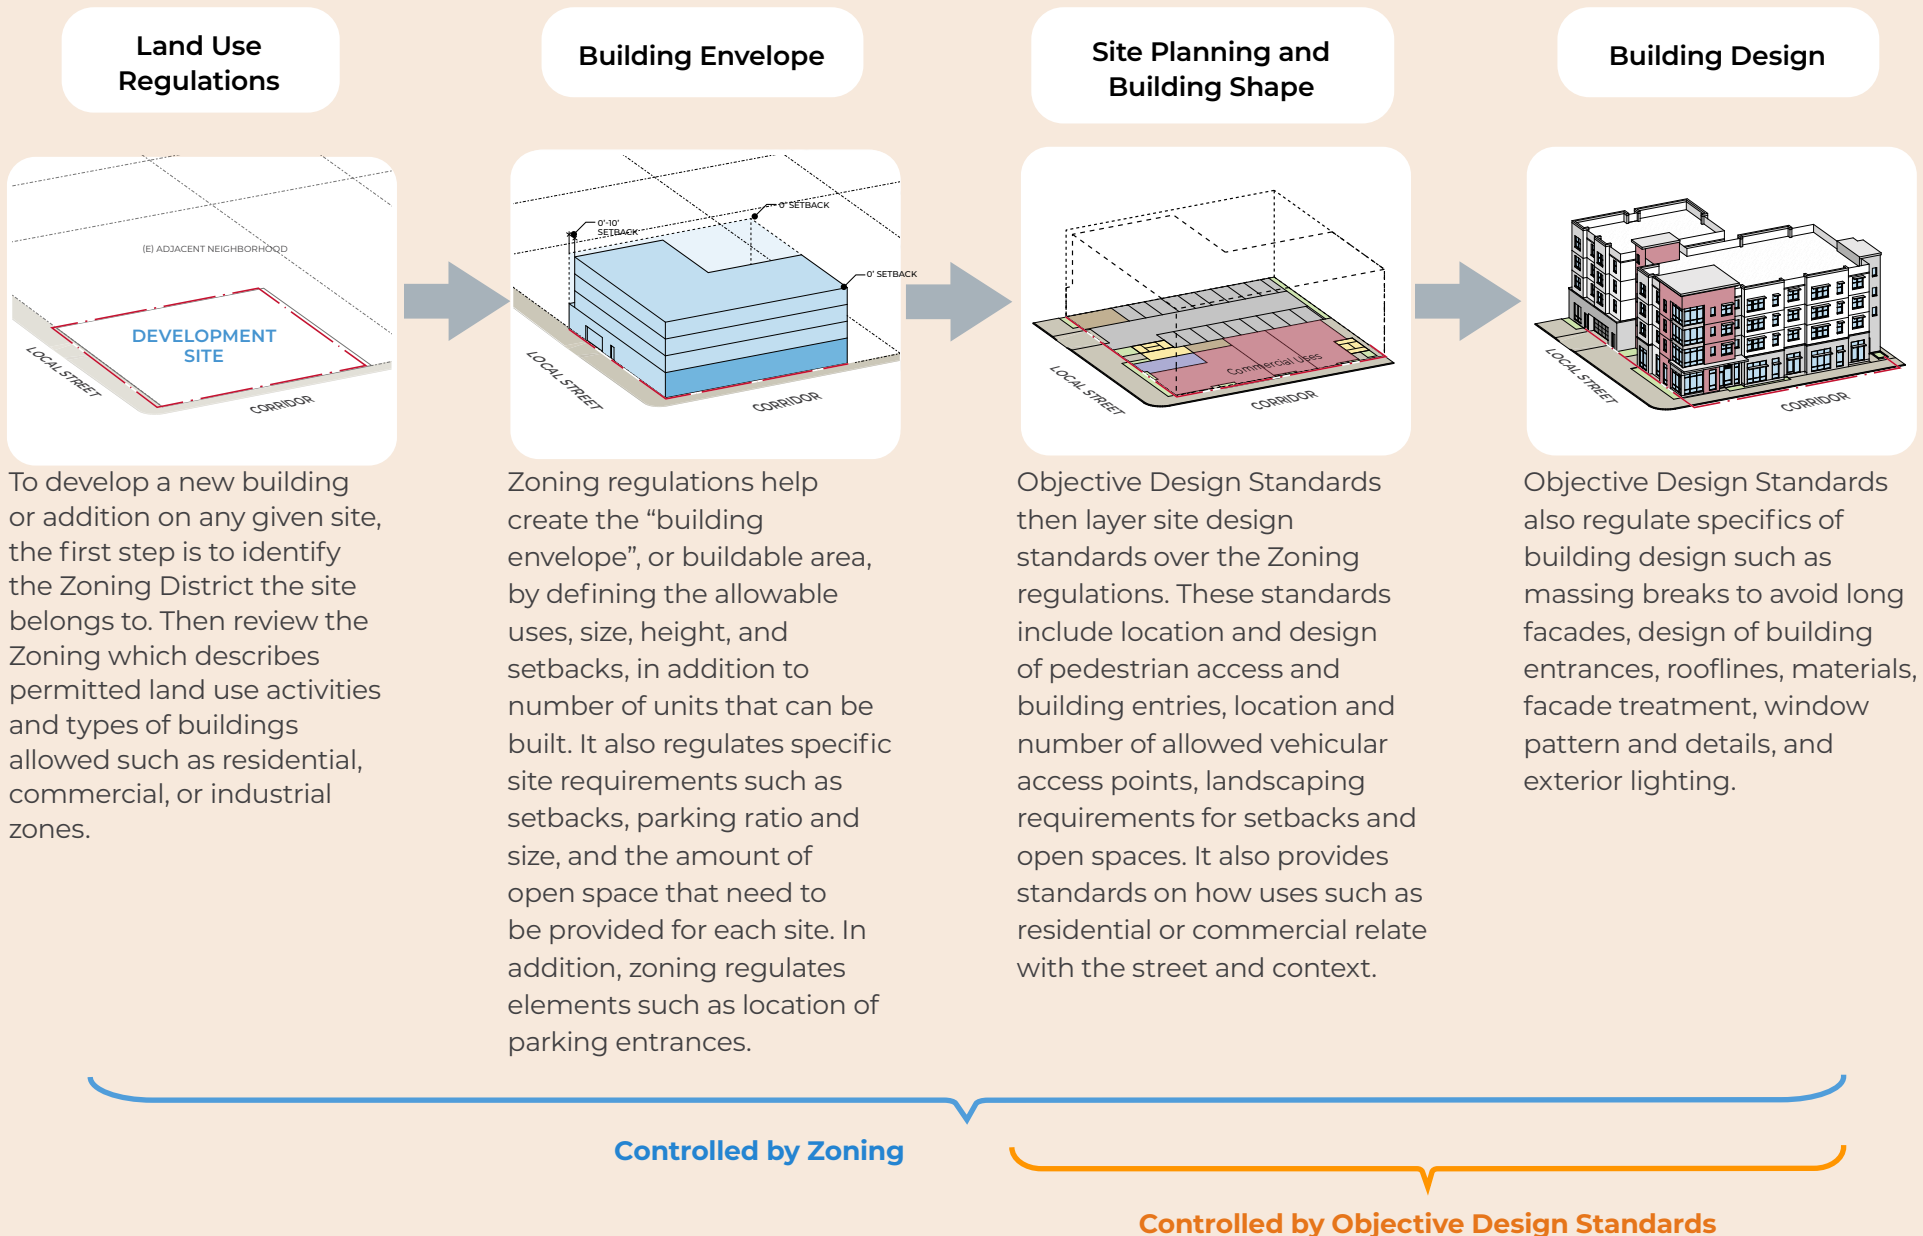 Land Use
Regulations
Building Envelope
Site Planning and
Building Shape
Building Design
(E) ADJACENT NEIGHBORHOOD
DEVELOPMENT
SITE
LOCAL STREET
CORRIDOR
0'-10'
SETBACK
0' SETBACK
0' SETBACK
LOCAL STREET
CORRIDOR
Commercial Uses
LOCAL STREET
CORRIDOR
LOCAL STREET
CORRIDOR
To develop a new building
or addition on any given site,
the first step is to identify
the Zoning District the site
belongs to. Then review the
Zoning which describes
permitted land use activities
and types of buildings
allowed such as residential,
commercial, or industrial
zones.
Zoning regulations help
create the “building
envelope”, or buildable area,
by defining the allowable
uses, size, height, and
setbacks, in addition to
number of units that can be
built. It also regulates specific
site requirements such as
setbacks, parking ratio and
size, and the amount of
open space that need to
be provided for each site. In
addition, zoning regulates
elements such as location of
parking entrances.
Objective Design Standards
then layer site design
standards over the Zoning
regulations. These standards
include location and design
of pedestrian access and
building entries, location and
number of allowed vehicular
access points, landscaping
requirements for setbacks and
open spaces. It also provides
standards on how uses such as
residential or commercial relate
with the street and context.
Objective Design Standards
also regulate specifics of
building design such as
massing breaks to avoid long
facades, design of building
entrances, rooflines, materials,
facade treatment, window
pattern and details, and
exterior lighting.
Controlled by Zoning
Controlled by Objective Design Standards